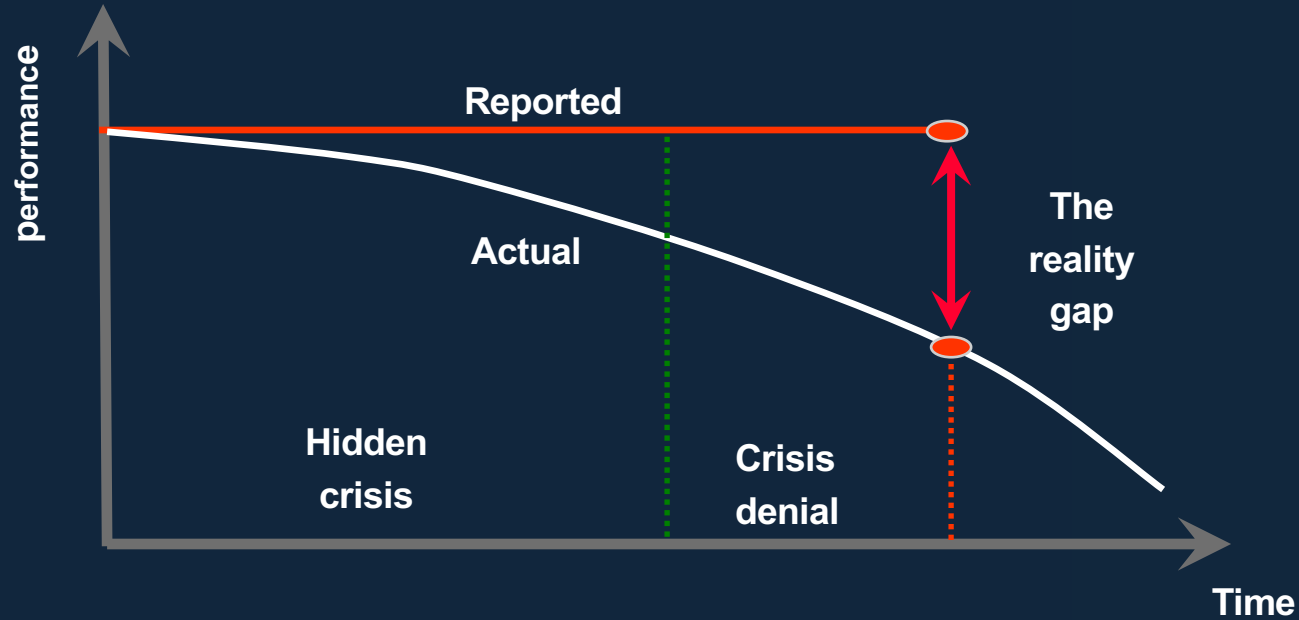 performance
Reported
Actual
The
reality
gap
Hidden
crisis
Crisis
denial
Time